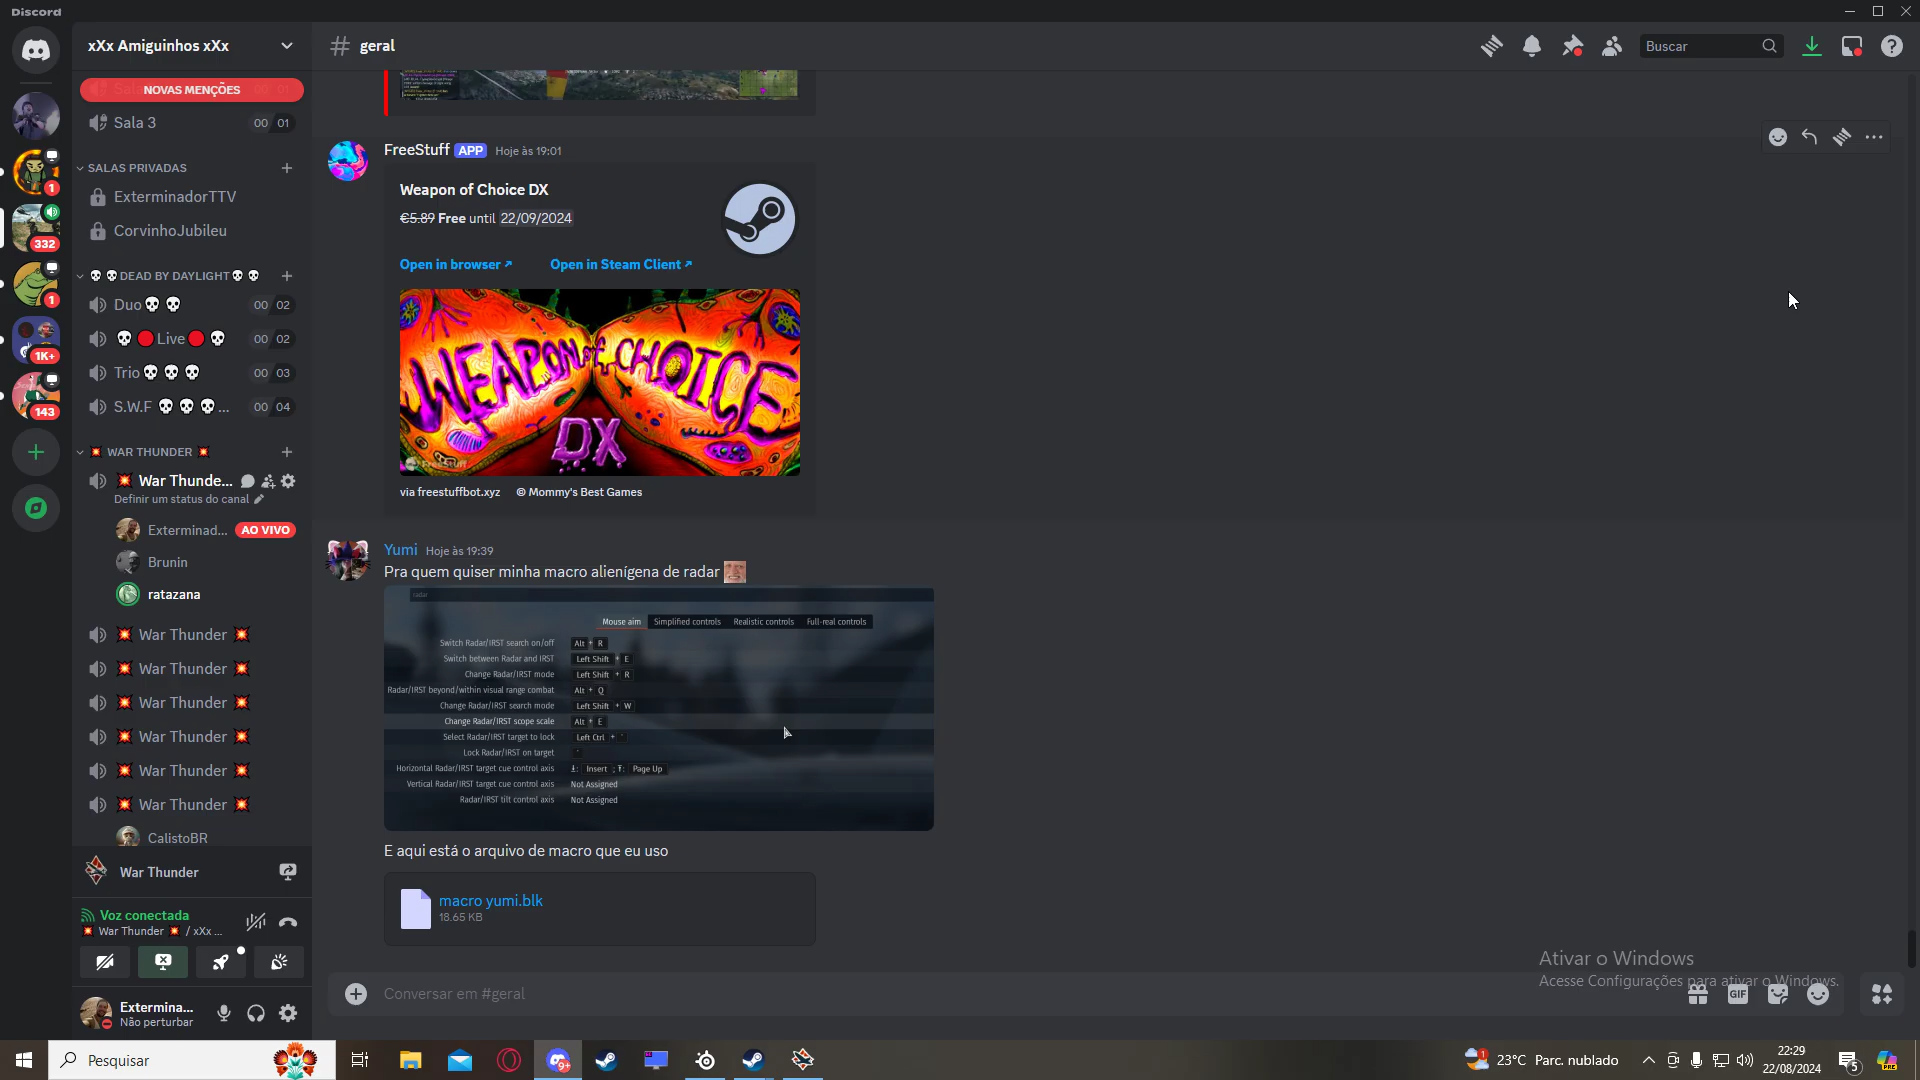 Discord
xXx Amiguinhos xXx
NOVAS MENÇÕES
Sala 3
00 01
SALAS PRIVADAS
ExterminadorTTV
CorvinhoJubileu
DEAD BY DAYLIGHT
Duo
00 02
Live
00 02
Trio
00 03
S.W.F ...
00 04
WAR THUNDER
War Thunde...
Definir um status do canal
Exterminad...
AO VIVO
Brunin
ratazana
War Thunder
War Thunder
War Thunder
War Thunder
War Thunder
War Thunder
CalistoBR
War Thunder
Voz conectada
War Thunder / xXx ...
Extermina...
Não perturbar
1
332
1
1K+
143
geral
Buscar
FreeStuff APP Hoje às 19:01
Weapon of Choice DX
€5.89 Free until 22/09/2024
Open in browser ↗
Open in Steam Client ↗
WEAPON of CHOICE
DX
FreeStuff
via freestuffbot.xyz © Mommy's Best Games
Yumi Hoje às 19:39
Pra quem quiser minha macro alienígena de radar
radar
Mouse aim Simplified controls Realistic controls Full-real controls
Switch Radar/IRST search on/off Alt + R
Switch between Radar and IRST Left Shift + E
Change Radar/IRST mode Left Shift + R
Radar/IRST beyond/within visual range combat Alt + Q
Change Radar/IRST search mode Left Shift + W
Change Radar/IRST scope scale Alt + E
Select Radar/IRST target to lock Left Ctrl + '
Lock Radar/IRST on target '
Horizontal Radar/IRST target cue control axis Insert ; Page Up
Vertical Radar/IRST target cue control axis Not Assigned
Radar/IRST tilt control axis Not Assigned
E aqui está o arquivo de macro que eu uso
macro yumi.blk
18.65 KB
Conversar em #geral
GIF
Ativar o Windows
Acesse Configurações para ativar o Windows.
Pesquisar
9+
1
23°C Parc. nublado
22:29
22/08/2024
5
PRE